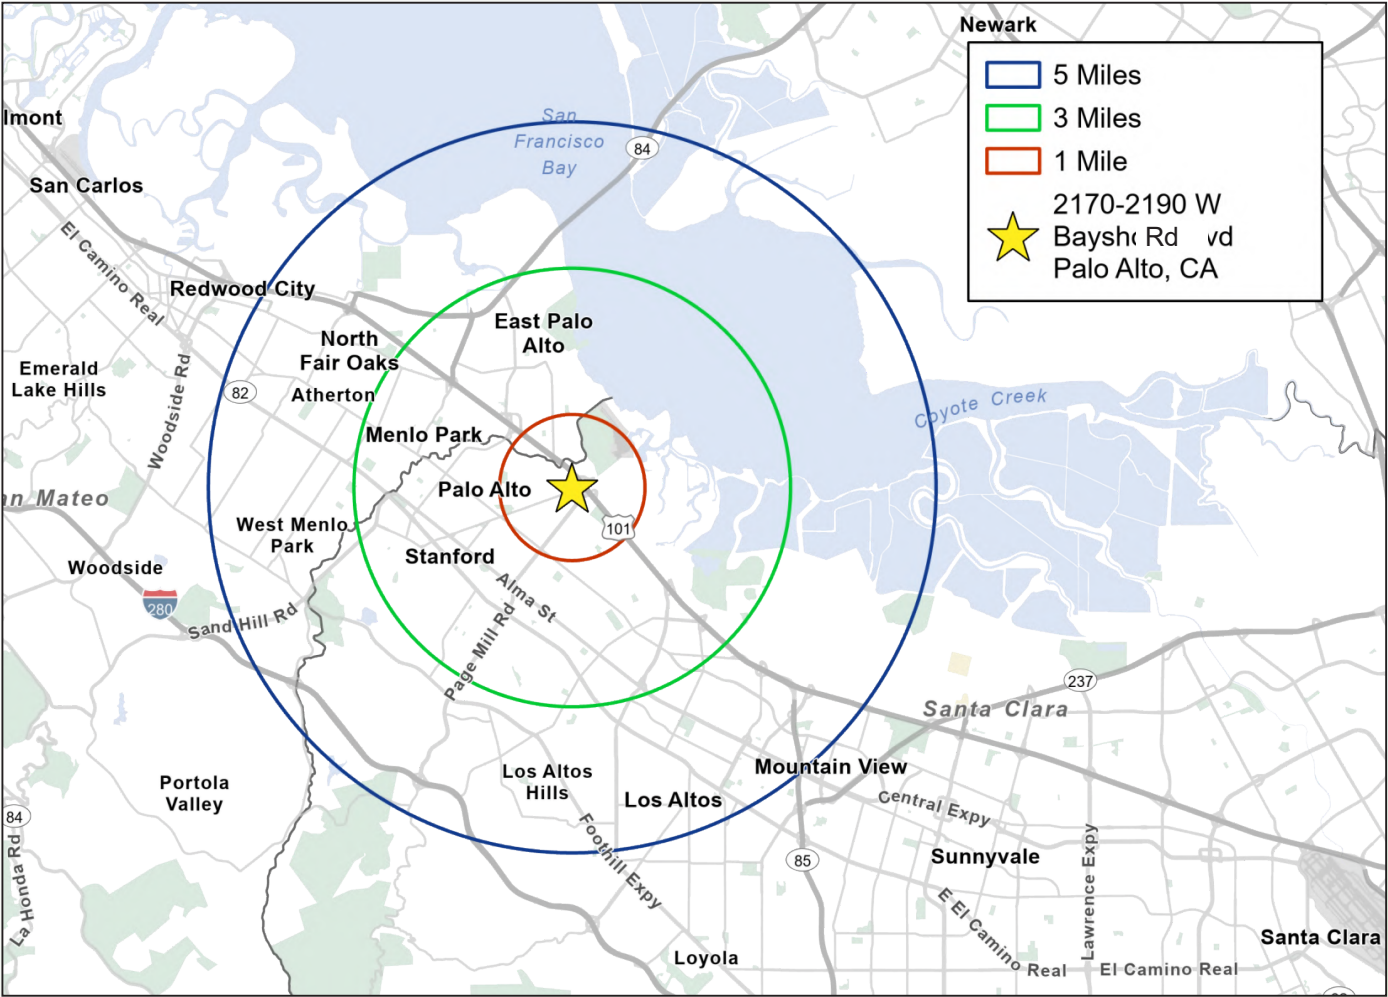 Newark
5 Miles
3 Miles
1 Mile
2170-2190 W
Baysh Rd vd
Palo Alto, CA
San
Francisco
Bay
84
lmont
San Carlos
El Camino Real
Redwood City
North
Fair Oaks
East Palo
Alto
Emerald
Lake Hills
Woodside Rd
82
Atherton
Coyote Creek
Menlo Park
Palo Alto
an Mateo
101
West Menlo
Park
Stanford
Woodside
280
Sand Hill Rd
Alma St
Page Mill Rd
237
Santa Clara
Portola
Valley
Los Altos
Hills
Los Altos
Mountain View
Central Expy
84
La Honda Rd
Foothill Expy
85
Sunnyvale
Lawrence Expy
E El Camino Real
El Camino Real
Santa Clara
Loyola